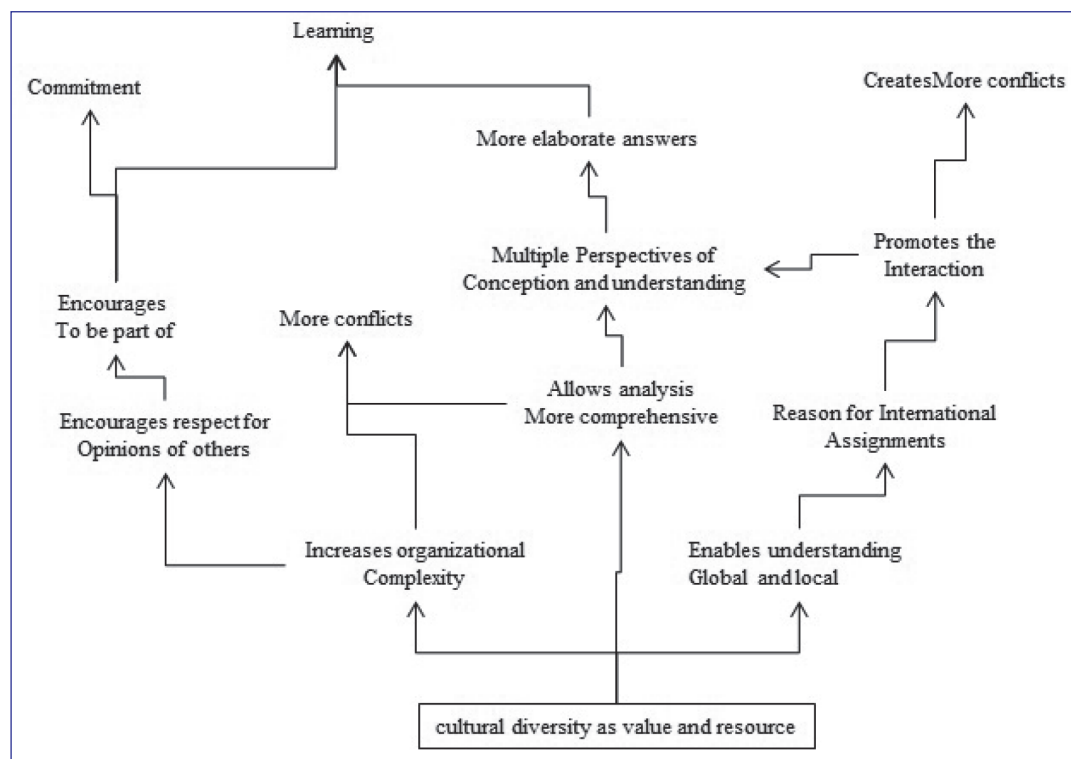 Learning
Commitment
CreatesMore conflicts
More elaborate answers
Multiple Perspectives of
Conception and understanding
Promotes the
Interaction
Encourages
To be part of
More conflicts
Allows analysis
More comprehensive
Encourages respect for
Opinions of others
Reason for International
Assignments
Increases organizational
Complexity
Enables understanding
Global and local
cultural diversity as value and resource